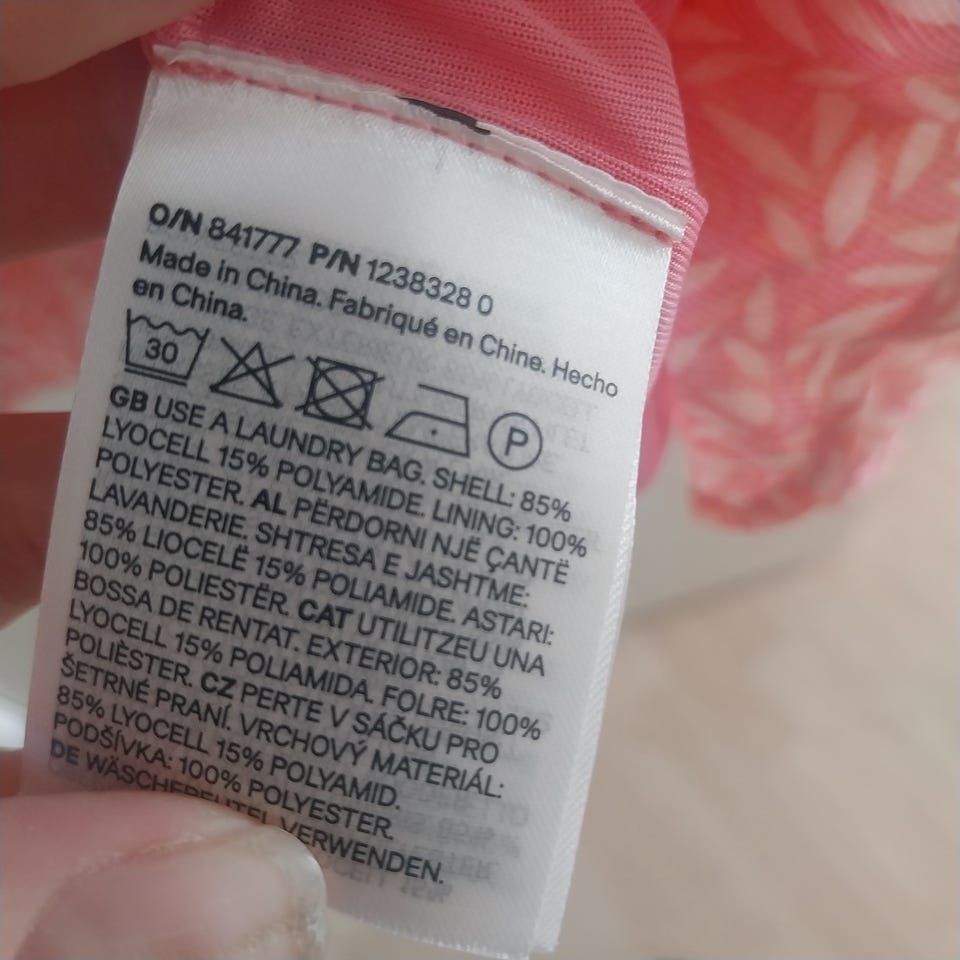 O/N 841777 P/N 1238328 0
Made in China. Fabriqué en Chine. Hecho
en China.
30
P
GB USE A LAUNDRY BAG. SHELL: 85%
LYOCELL 15% POLYAMIDE. LINING: 100%
POLYESTER. AL PËRDORNI NJË ÇANTË
LAVANDERIE. SHTRESA E JASHTME:
85% LIOCELË 15% POLIAMIDE. ASTARI:
100% POLIESTËR. CAT UTILITZEU UNA
BOSSA DE RENTAT. EXTERIOR: 85%
LYOCELL 15% POLIAMIDA. FOLRE: 100%
POLIÈSTER. CZ PERTE V SÁČKU PRO
ŠETRNÉ PRANÍ. VRCHOVÝ MATERIÁL:
85% LYOCELL 15% POLYAMID.
PODŠÍVKA: 100% POLYESTER.
DE WÄSCHEBEUTEL VERWENDEN.